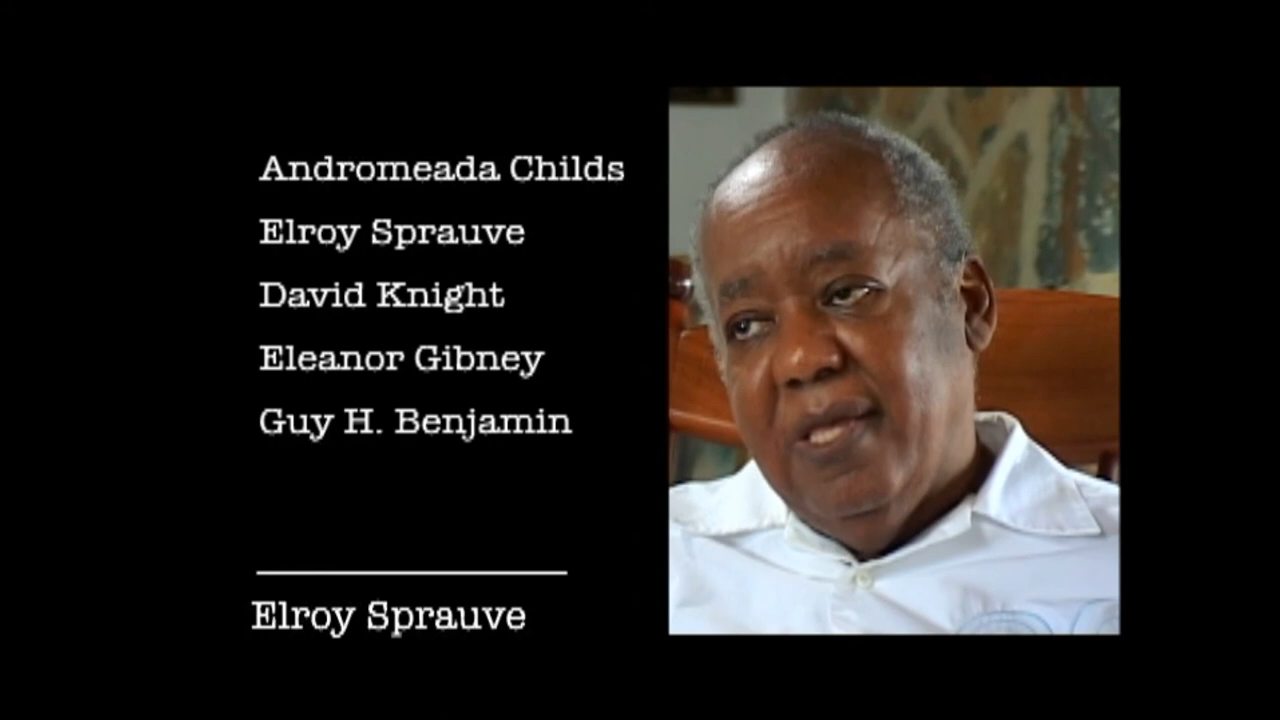 Andromeada Childs
Elroy Sprauve
David Knight
Eleanor Gibney
Guy H. Benjamin
Elroy Sprauve